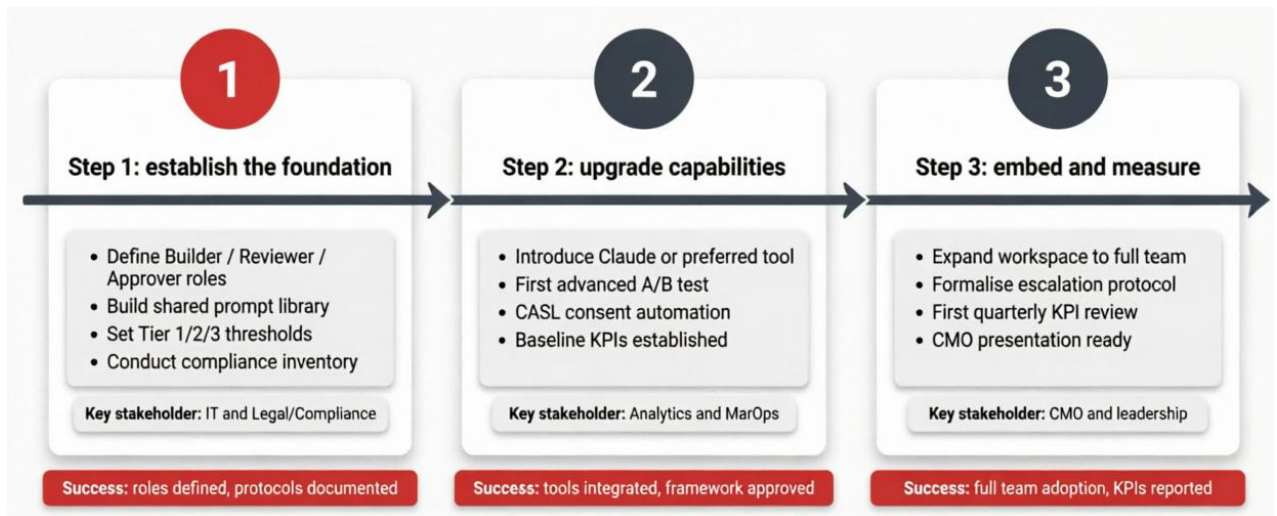 1
Step 1: establish the foundation
• Define Builder / Reviewer /
Approver roles
• Build shared prompt library
• Set Tier 1/2/3 thresholds
• Conduct compliance inventory
Key stakeholder: IT and Legal/Compliance
Success: roles defined, protocols documented
2
Step 2: upgrade capabilities
• Introduce Claude or preferred tool
• First advanced A/B test
• CASL consent automation
• Baseline KPIs established
Key stakeholder: Analytics and MarOps
Success: tools integrated, framework approved
3
Step 3: embed and measure
• Expand workspace to full team
• Formalise escalation protocol
• First quarterly KPI review
• CMO presentation ready
Key stakeholder: CMO and leadership
Success: full team adoption, KPIs reported